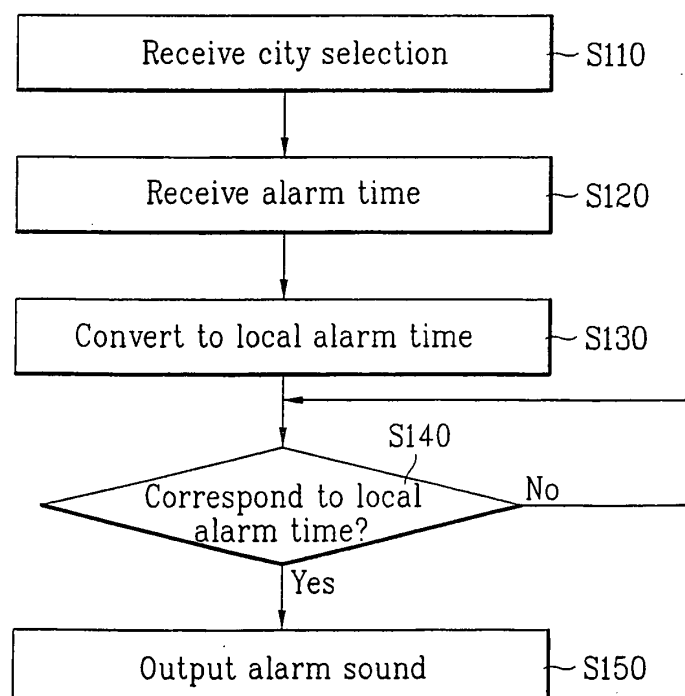 Receive city selection S110
Receive alarm time S120
Convert to local alarm time S130
S140
Correspond to local No
alarm time?
Yes
Output alarm sound S150